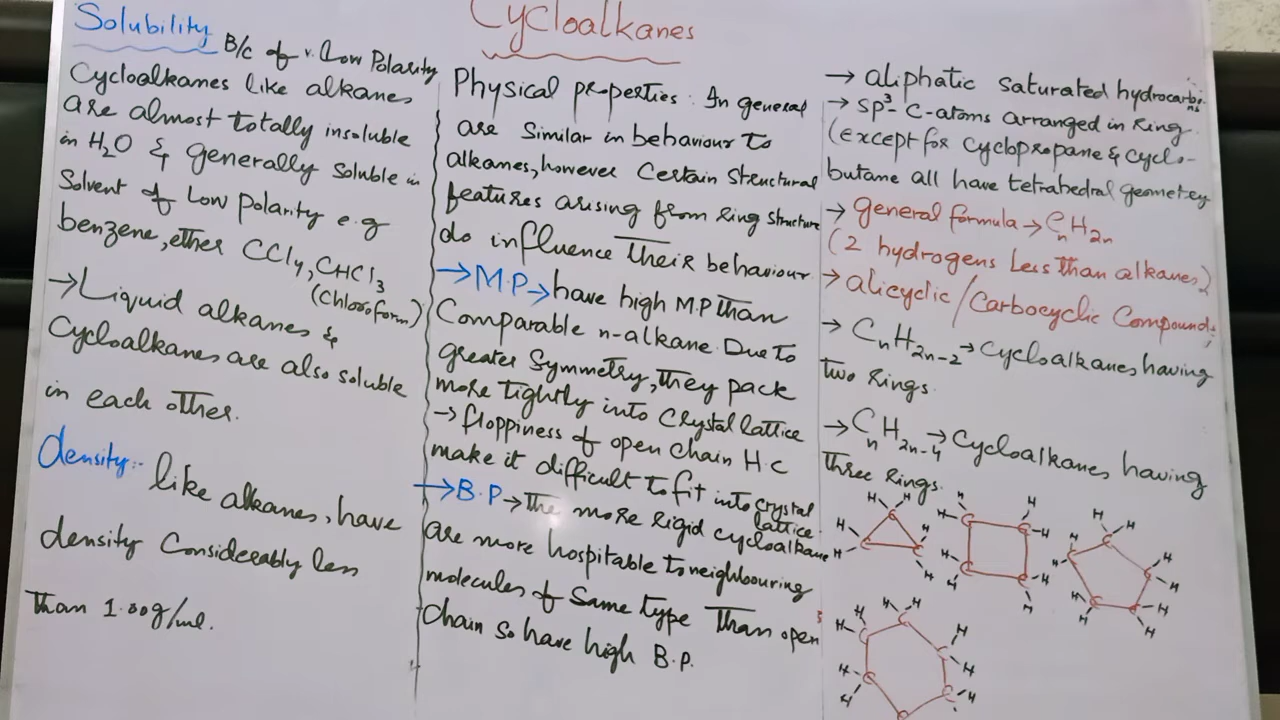 Cycloalkanes
Solubility B/c of v. Low Polarity
Cycloalkanes like alkanes
are almost totally insoluble
in H2O & generally Soluble in
Solvent of Low Polarity e.g
benzene, ether CCl4, CHCl3
(Chloroform)
→ Liquid alkanes &
Cycloalkanes are also soluble
in each other.
density:- like alkanes, have
density Considerably less
Than 1.00g/ml.
Physical properties: In general
are Similar in behaviour to
alkanes, however Certain Structural
features arising from Ring Structure
do influence Their behaviour
→ M.P → have high M.P Than
Comparable n-alkane. Due to
greater Symmetry, they pack
more tightly into Crystal lattice
→ floppiness of open chain H.C
make it difficult to fit into crystal
lattice
→ B.P → The more rigid cycloalkane
are more hospitable to neighbouring
molecules of Same type Than open
Chain so have high B.P.
→ aliphatic saturated hydrocarbons
→ SP3- C-atoms arranged in Ring.
(except for Cyclopropane & cyclo-
butane all have tetrahedral geometry
→ general formula → CnH2n
(2 hydrogens Less than alkanes)
→ alicyclic / Carbocyclic Compounds
→ CnH2n-2 → Cycloalkanes having
two Rings.
→ CnH2n-4 → Cycloalkanes having
Three Rings.